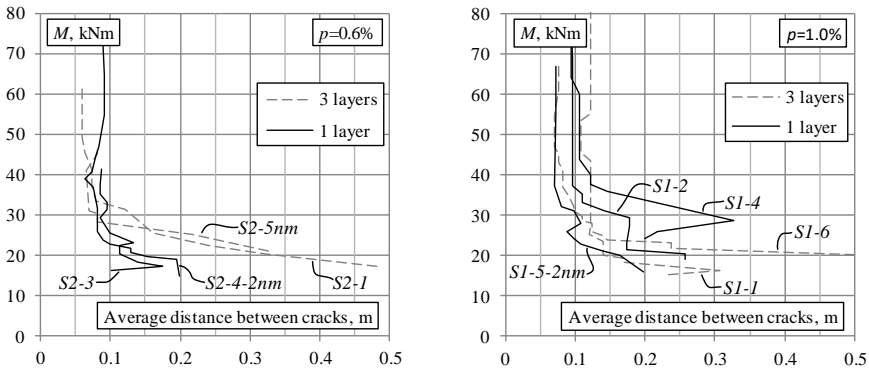 80
70
60
50
40
30
20
10
0
M, kNm
p=0.6%
3 layers
1 layer
S2-5nm
S2-3
S2-4-2nm
S2-1
Average distance between cracks, m
0
0.1
0.2
0.3
0.4
0.5
80
70
60
50
40
30
20
10
0
M, kNm
p=1.0%
3 layers
1 layer
S1-2
S1-4
S1-6
S1-5-2nm
S1-1
Average distance between cracks, m
0
0.1
0.2
0.3
0.4
0.5